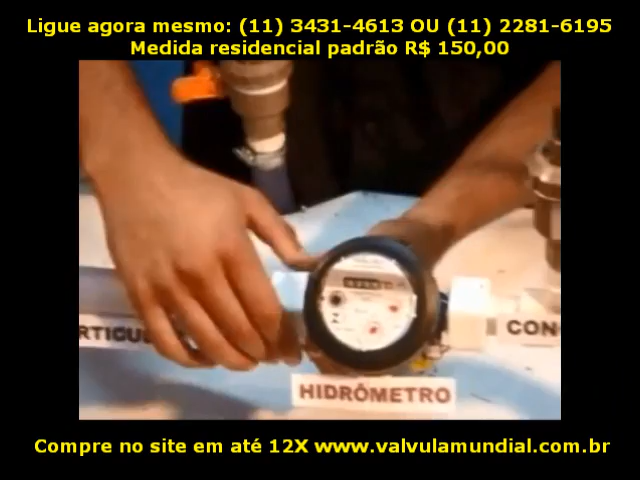 Ligue agora mesmo: (11) 3431-4613 OU (11) 2281-6195
Medida residencial padrão R$ 150,00
HIDRÔMETRO
Compre no site em até 12X www.valvulamundial.com.br